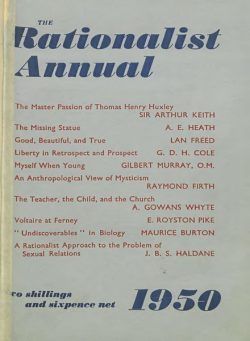 THE
Rationalist
Annual
The Master Passion of Thomas Henry Huxley
SIR ARTHUR KEITH
The Missing Statue A. E. HEATH
Good, Beautiful, and True IAN FREED
Liberty in Retrospect and Prospect G. D. H. COLE
Myself When Young GILBERT MURRAY, O.M.
An Anthropological View of Mysticism
RAYMOND FIRTH
The Teacher, the Child, and the Church
A. GOWANS WHYTE
Voltaire at Ferney E. ROYSTON PIKE
"Undiscoverables" in Biology MAURICE BURTON
A Rationalist Approach to the Problem of
Sexual Relations J. B. S. HALDANE
wo shillings
and sixpence net 1950